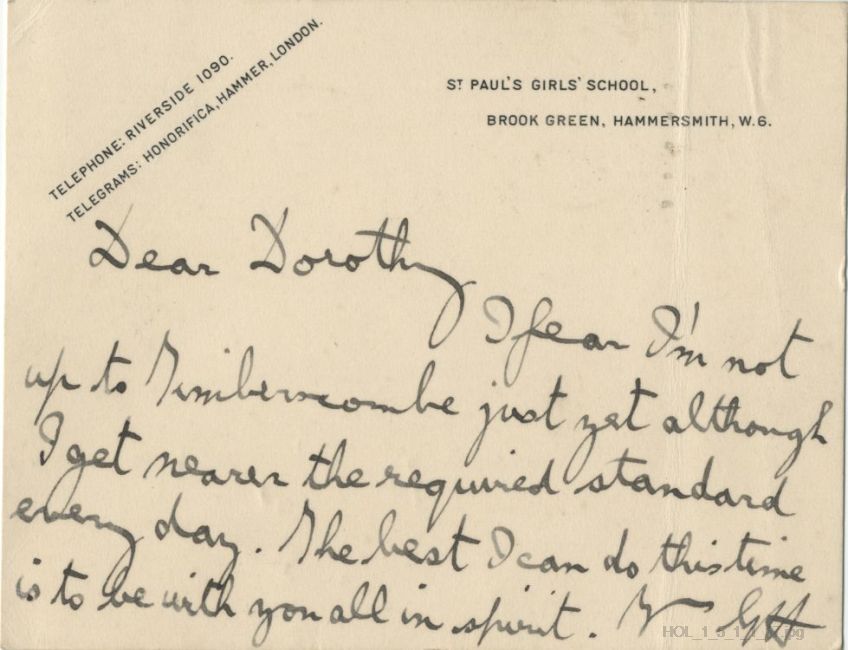 TELEPHONE: RIVERSIDE 1090.
TELEGRAMS: HONORIFICA, HAMMER, LONDON.
ST PAUL'S GIRLS' SCHOOL,
BROOK GREEN, HAMMERSMITH, W.6.
Dear Dorothy
I fear I'm not
up to Timberscombe just yet although
I get nearer the required standard
every day. The best I can do this time
is to be with you all in spirit. Yrs GH